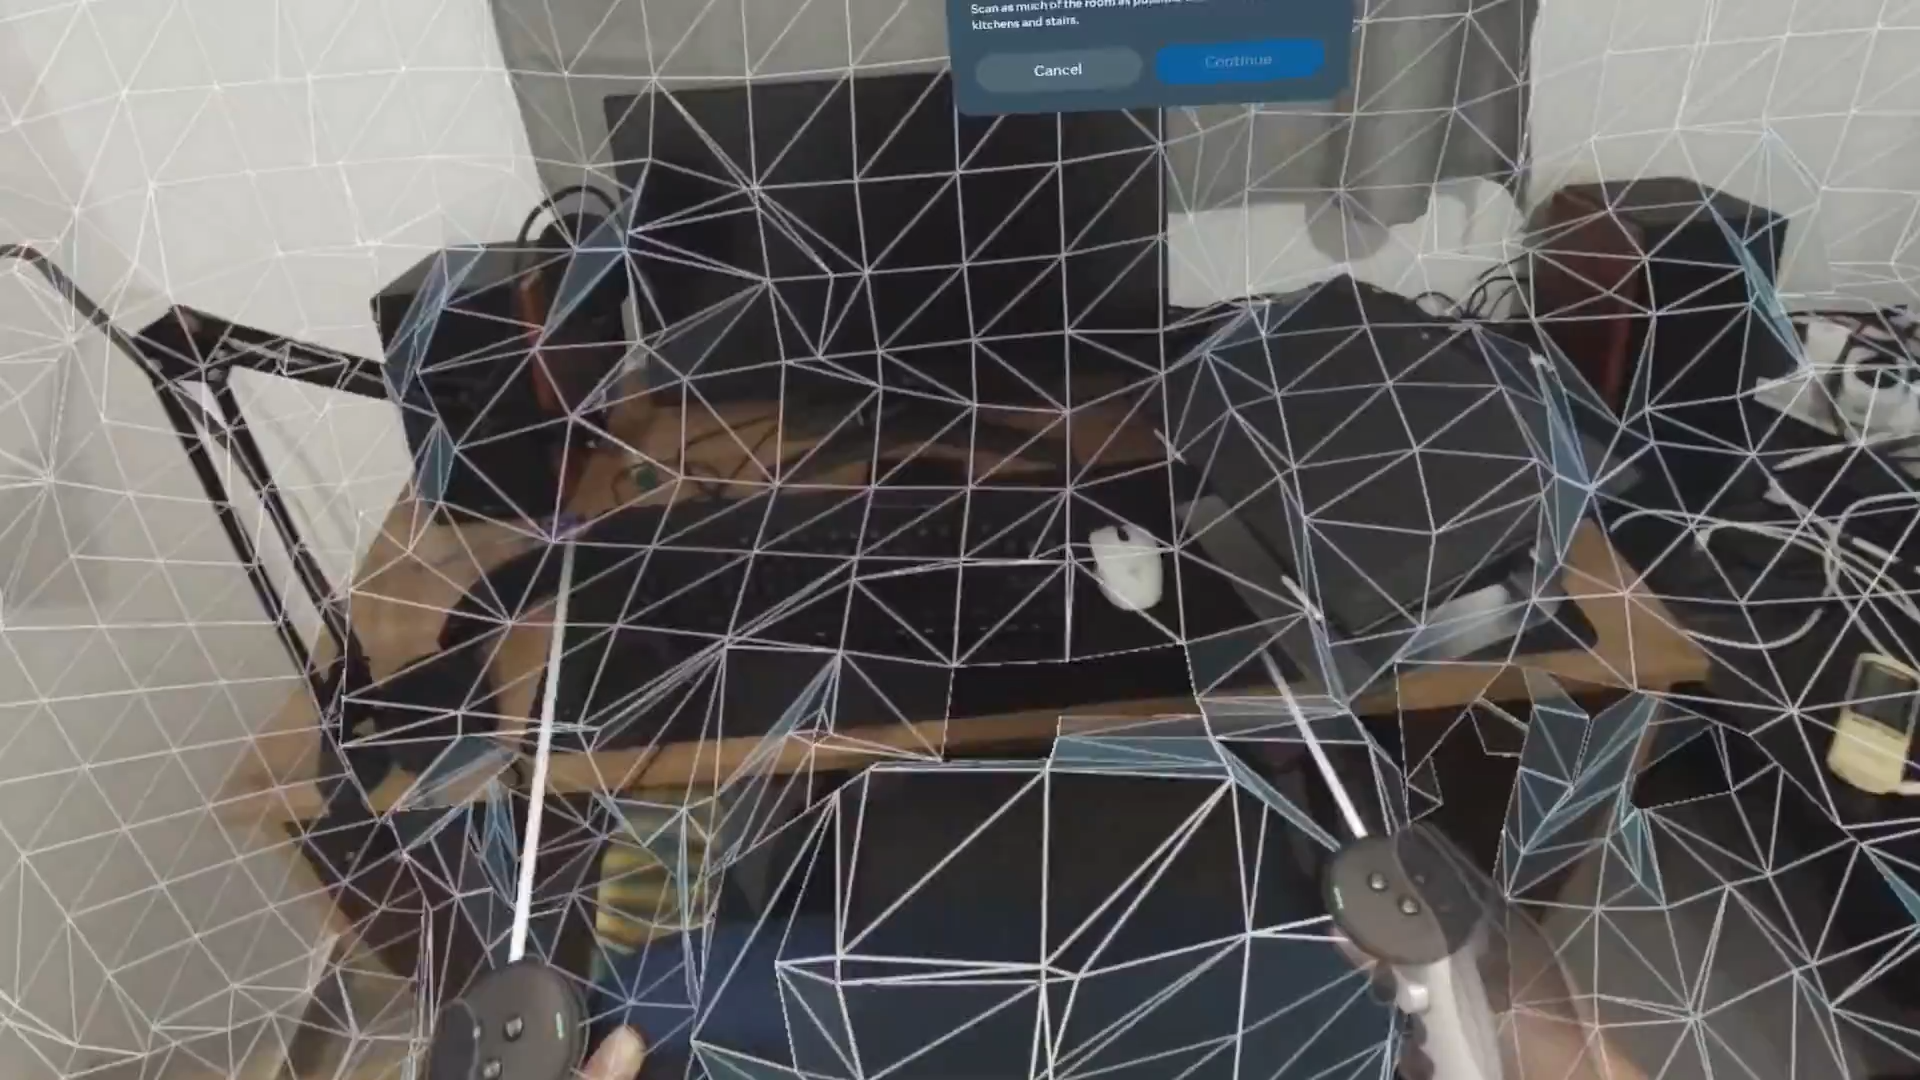 Scan as much of the room as
kitchens and stairs.
Cancel
Continue